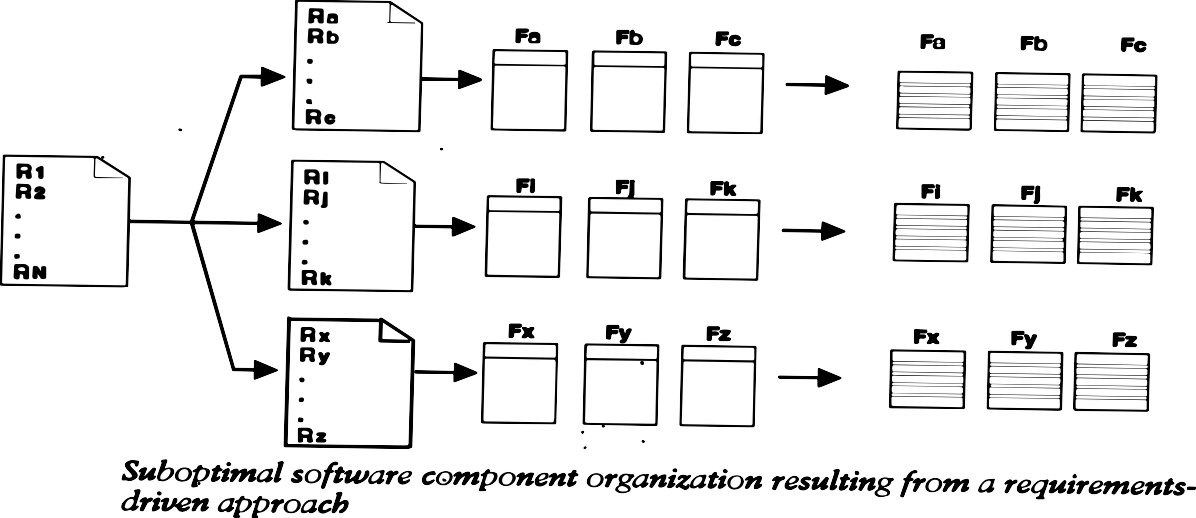 Ra
Rb
.
.
.
Rc
Fa Fb Fc
Fa Fb Fc
R1
R2
.
.
.
RN
Ri
Rj
.
.
.
Rk
Fi Fj Fk
Fi Fj Fk
Rx
Ry
.
.
.
Rz
Fx Fy Fz
Fx Fy Fz
Suboptimal software component organization resulting from a requirements-
driven approach